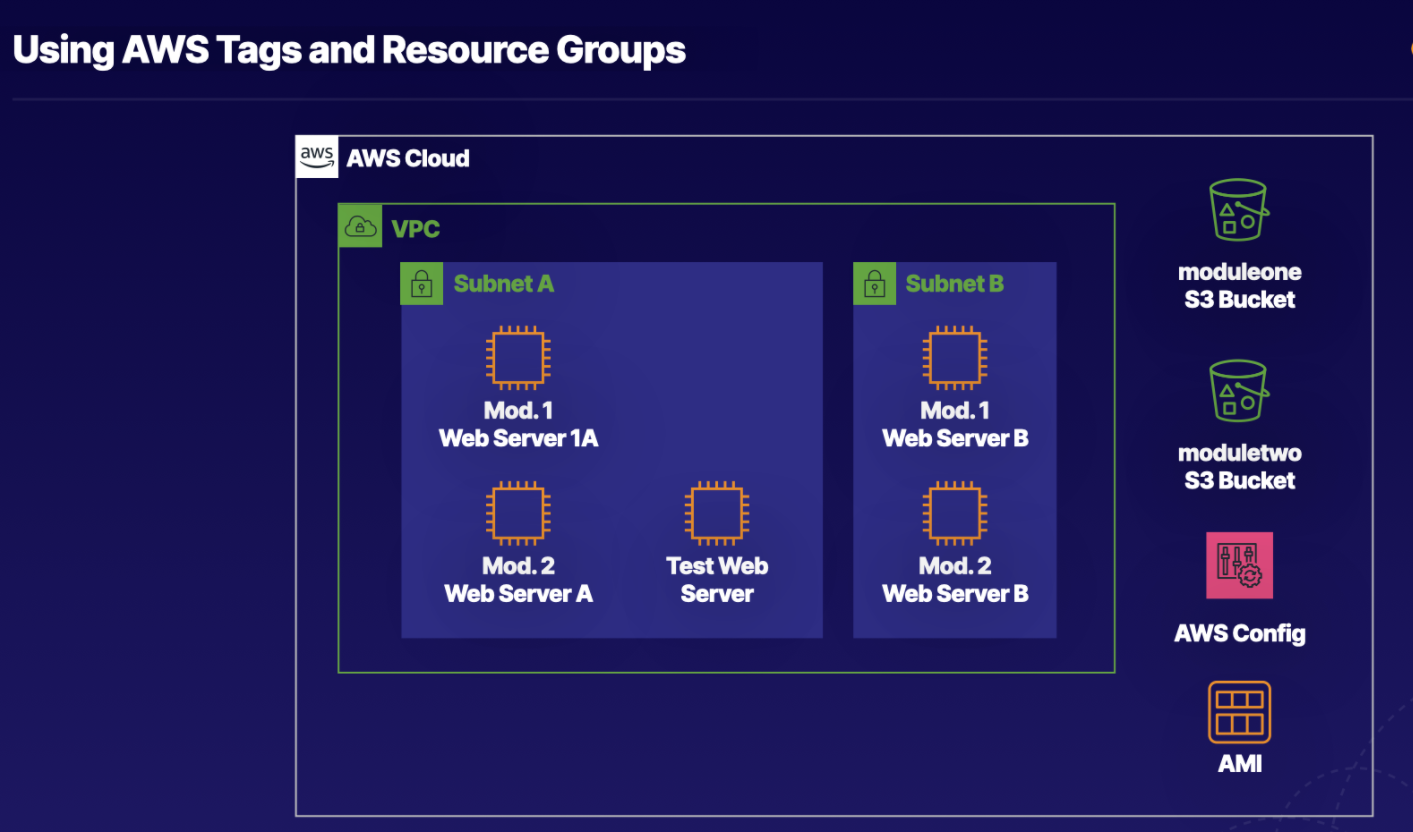 Using AWS Tags and Resource Groups
aws
AWS Cloud
VPC
Subnet A
Mod. 1
Web Server 1A
Mod. 2
Web Server A
Test Web
Server
Subnet B
Mod. 1
Web Server B
Mod. 2
Web Server B
moduleone
S3 Bucket
moduletwo
S3 Bucket
AWS Config
AMI